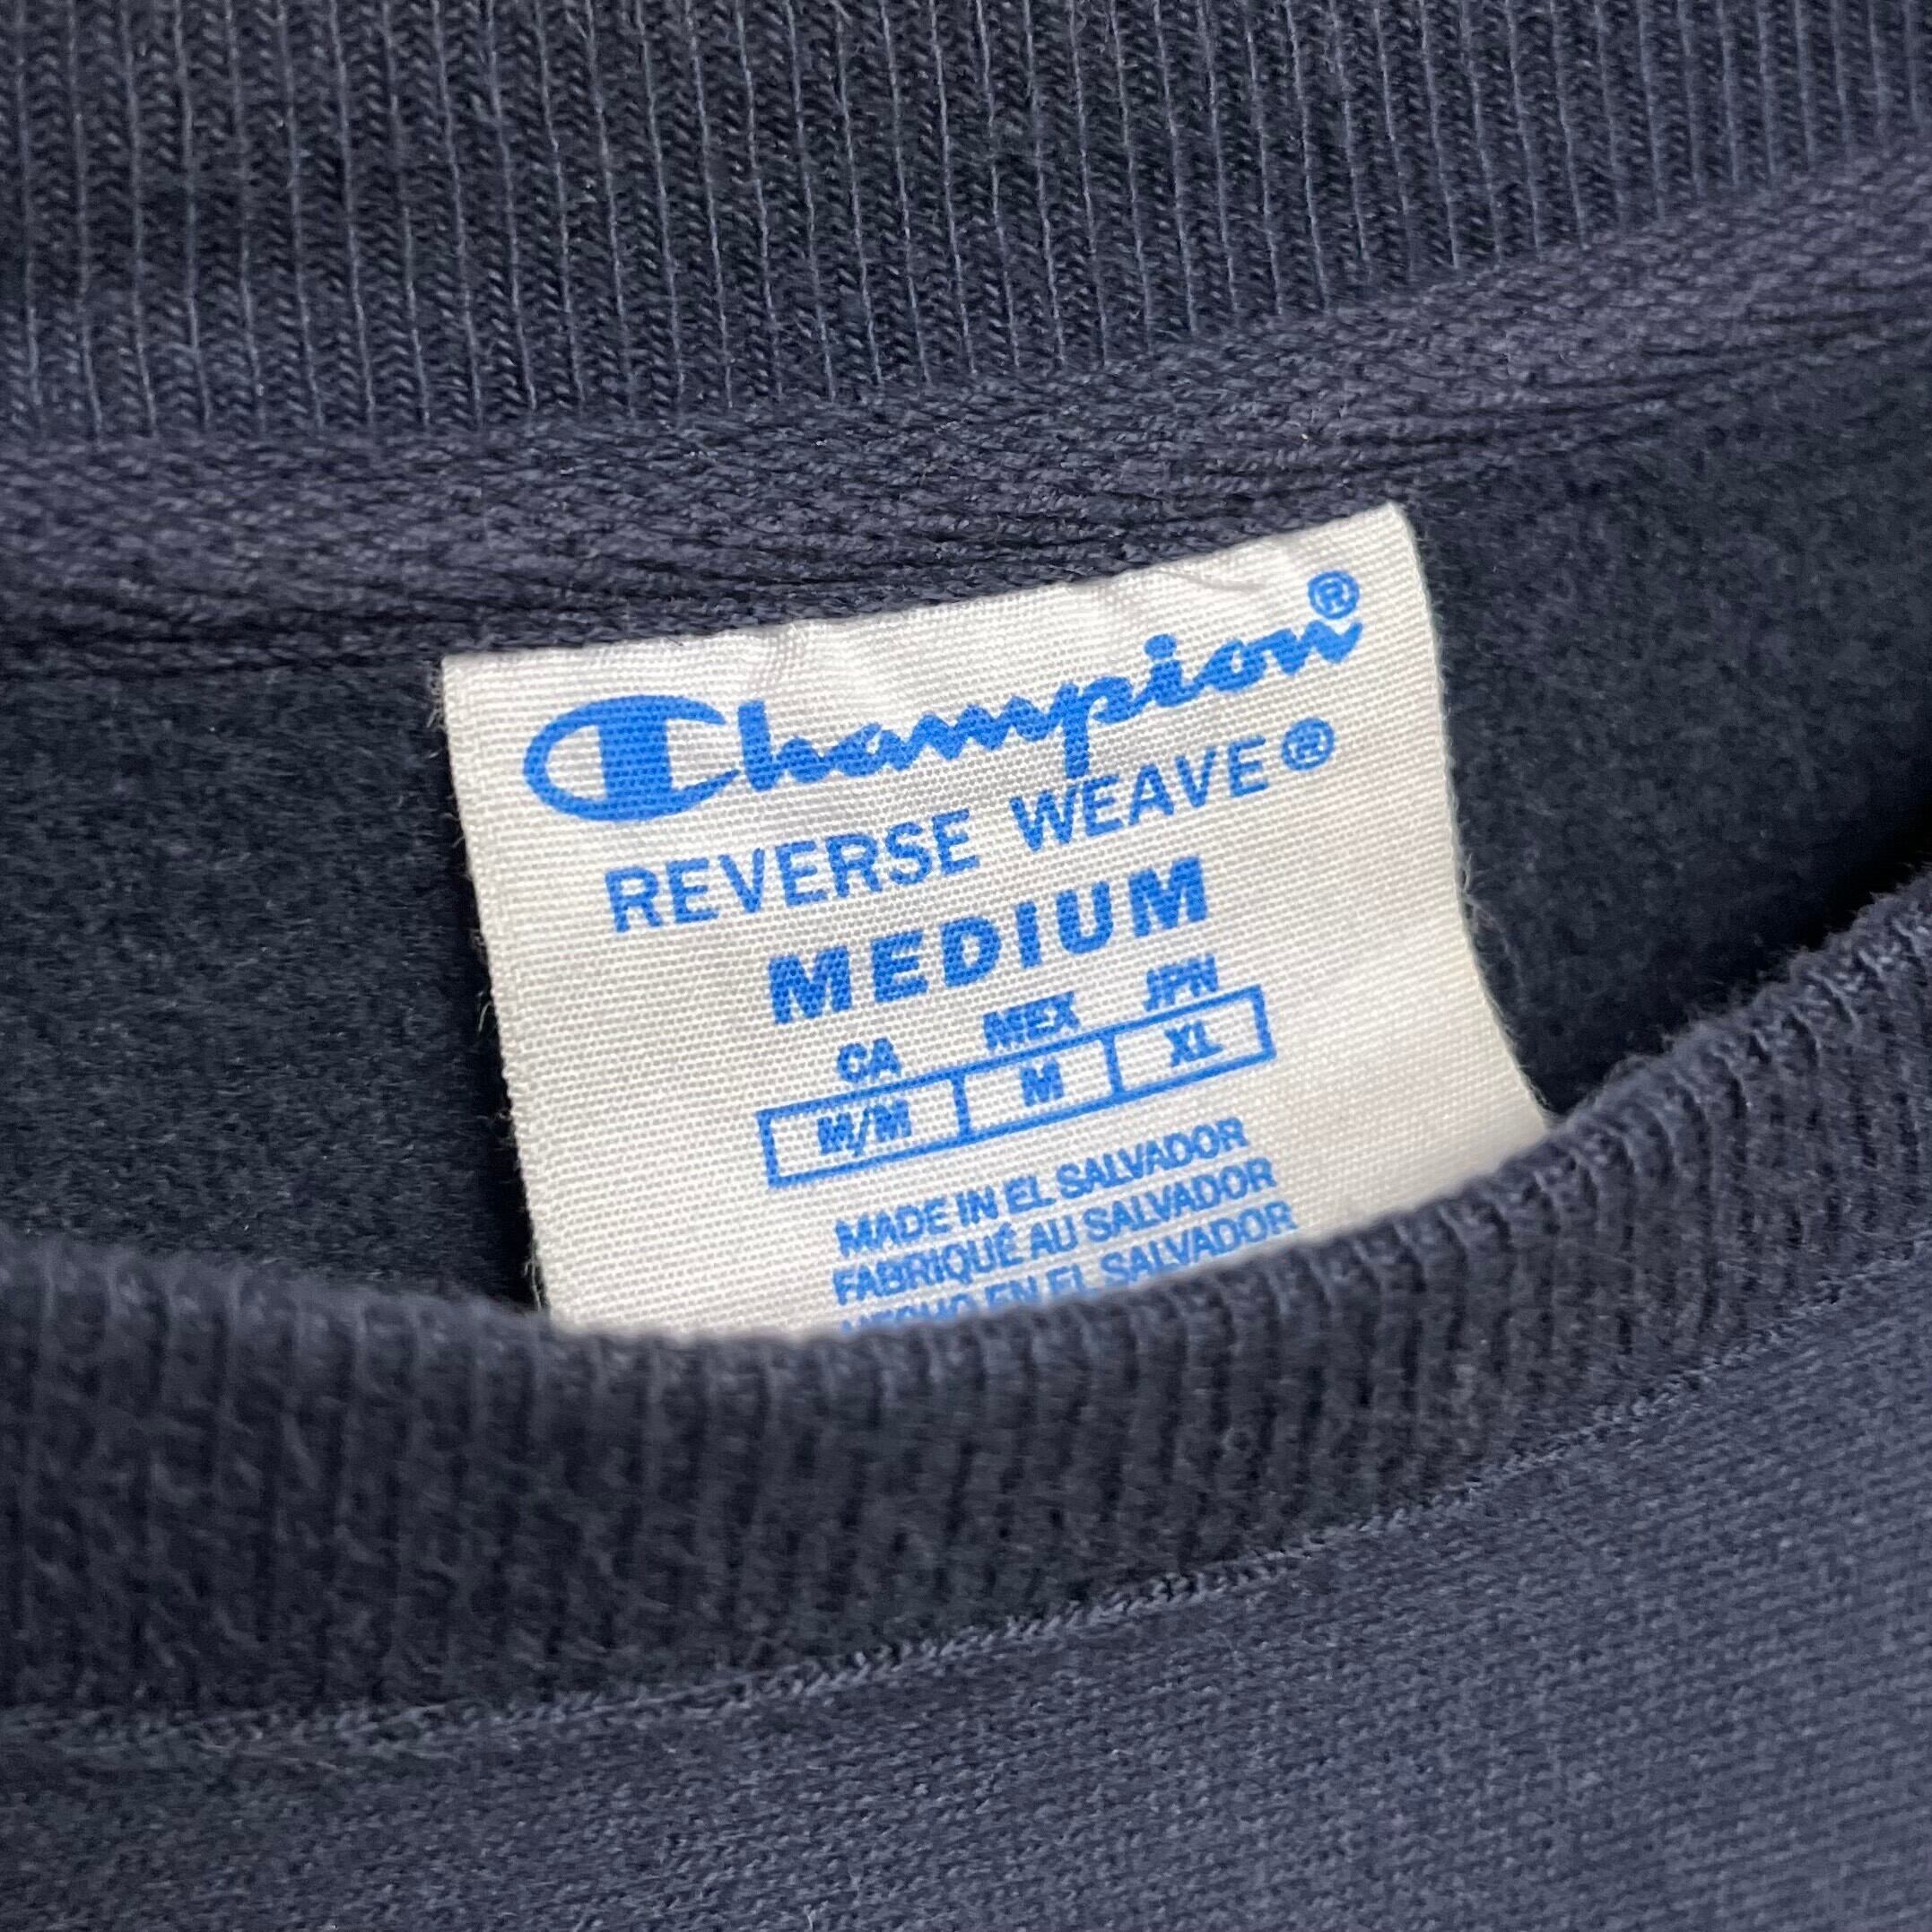 Champion®
REVERSE WEAVE®
MEDIUM
CA MEX JPN
M/M M XL
MADE IN EL SALVADOR
FABRIQUÉ AU SALVADOR
HECHO EN EL SALVADOR